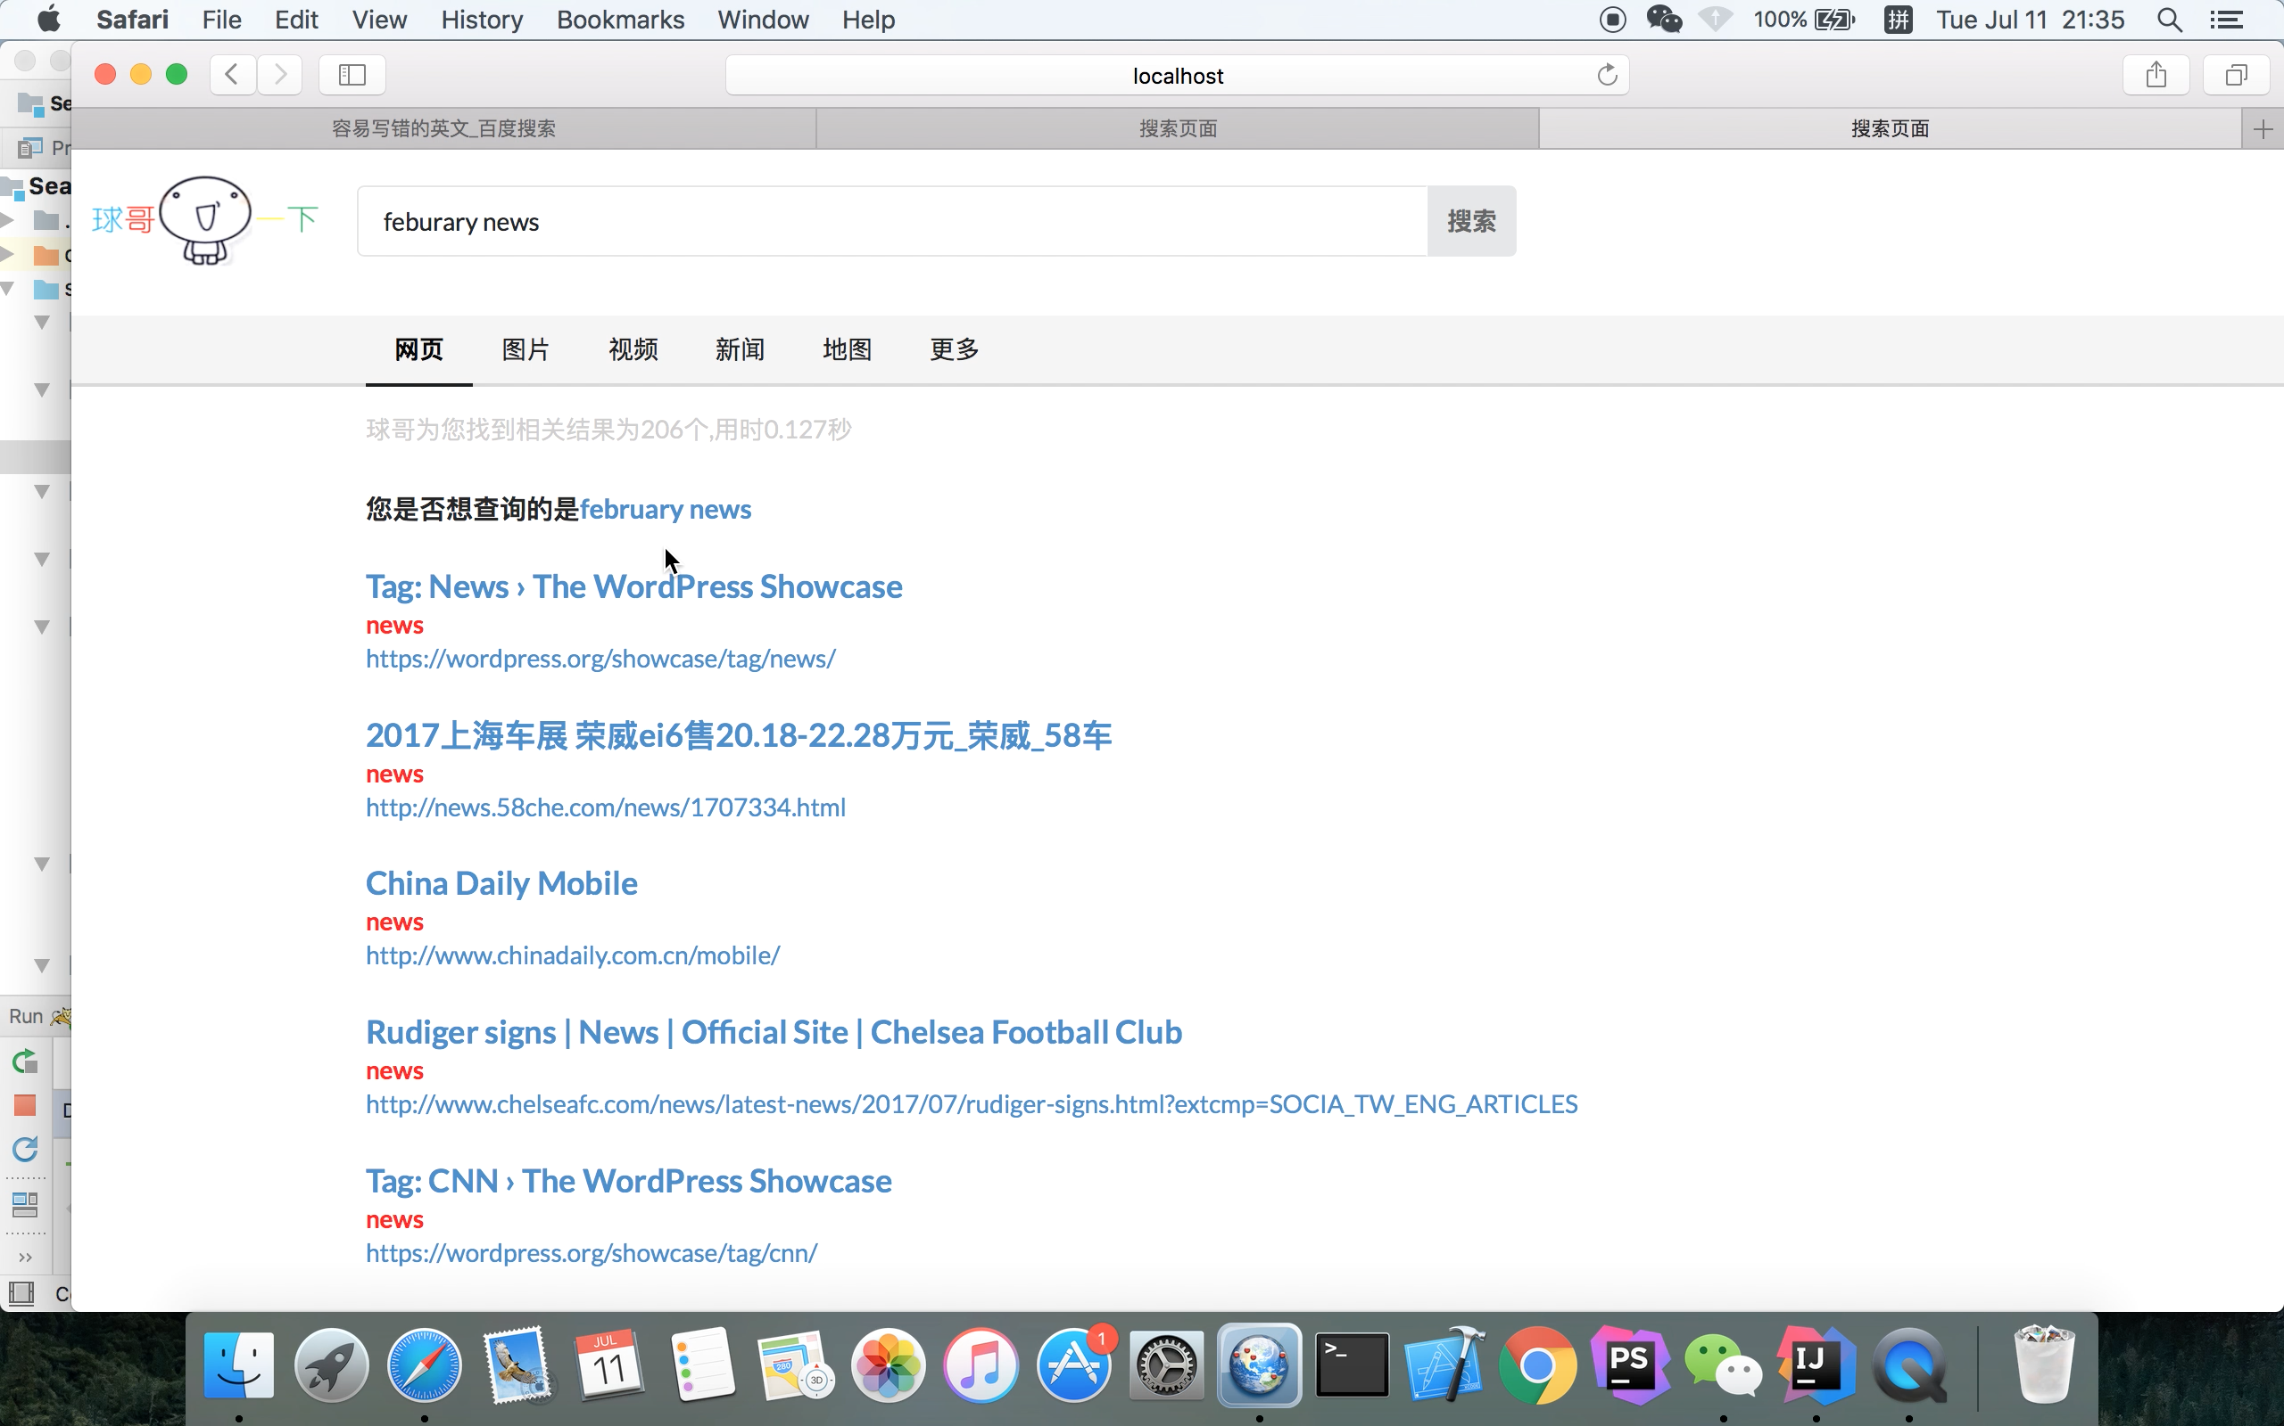 Safari File Edit View History Bookmarks Window Help 100% 拼 Tue Jul 11 21:35
localhost
容易写错的英文_百度搜索 搜索页面 搜索页面
Se
Pr
Sea
球哥一下 feburary news 搜索
网页 图片 视频 新闻 地图 更多
球哥为您找到相关结果为206个,用时0.127秒
您是否想查询的是february news
Tag: News › The WordPress Showcase
news
https://wordpress.org/showcase/tag/news/
2017上海车展 荣威ei6售20.18-22.28万元_荣威_58车
news
http://news.58che.com/news/1707334.html
China Daily Mobile
news
http://www.chinadaily.com.cn/mobile/
Run
Rudiger signs | News | Official Site | Chelsea Football Club
news
http://www.chelseafc.com/news/latest-news/2017/07/rudiger-signs.html?extcmp=SOCIA_TW_ENG_ARTICLES
Tag: CNN › The WordPress Showcase
news
https://wordpress.org/showcase/tag/cnn/
JUL
11
280
3D
1
PS
IJ